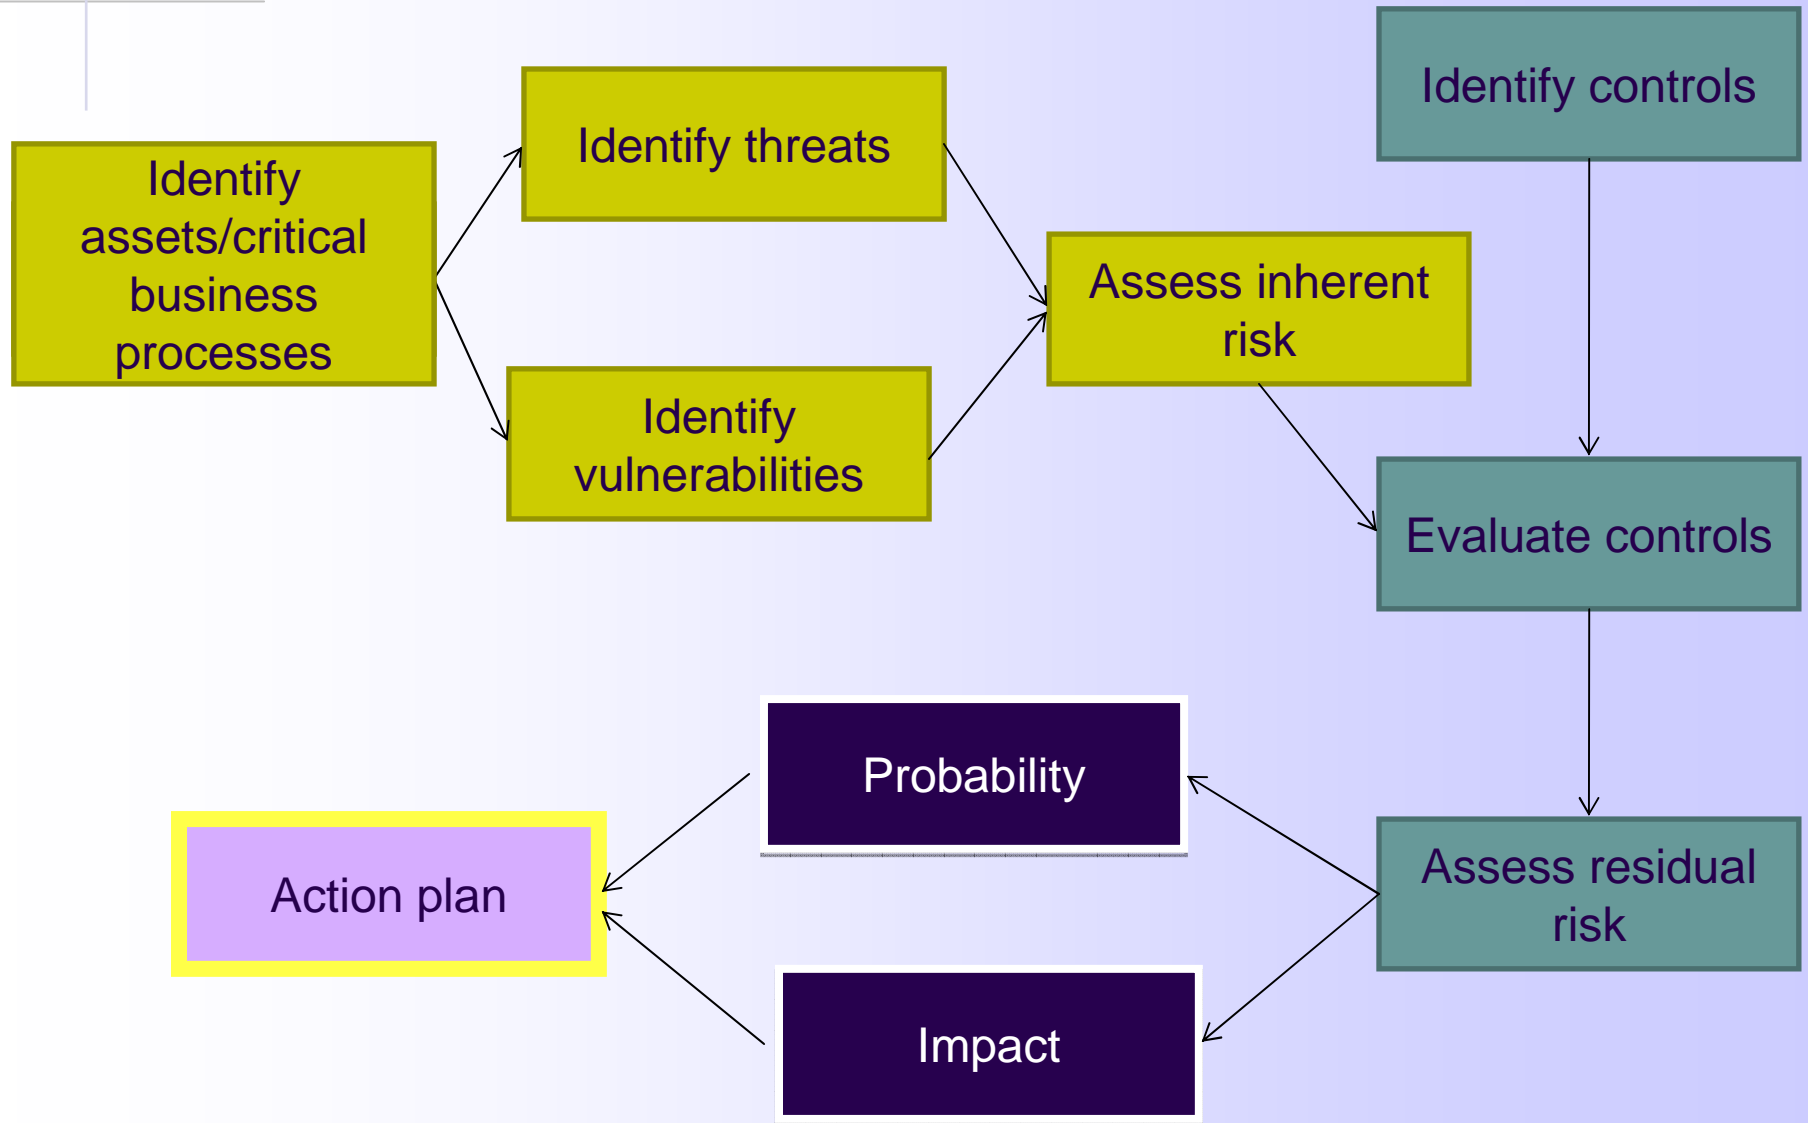 Identify controls
Identify threats
Identify
assets/critical
business
processes
Assess inherent
risk
Identify
vulnerabilities
Evaluate controls
Probability
Action plan
Assess residual
risk
Impact